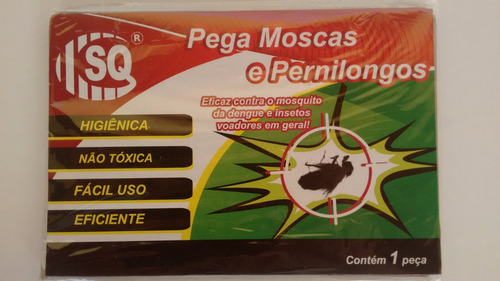 SQ®
Pega Moscas
e Pernilongos
Eficaz contra o mosquito
da dengue e insetos
voadores em geral!
HIGIÊNICA
NÃO TÓXICA
FÁCIL USO
EFICIENTE
Contém 1 peça